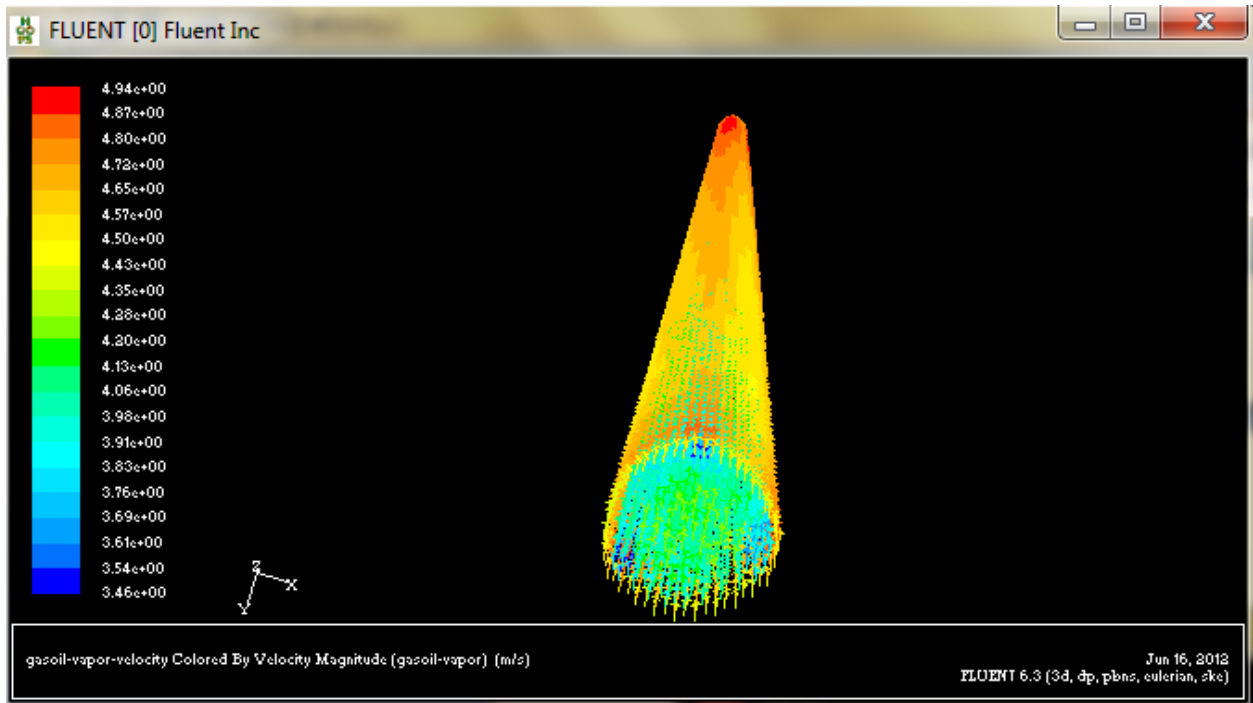 FLUENT [0] Fluent Inc
4.94e+00
4.87e+00
4.80e+00
4.72e+00
4.65e+00
4.57e+00
4.50e+00
4.43e+00
4.35e+00
4.28e+00
4.20e+00
4.13e+00
4.06e+00
3.98e+00
3.91e+00
3.83e+00
3.76e+00
3.69e+00
3.61e+00
3.54e+00
3.46e+00
Z
X
Y
gasoil-vapor-velocity Colored By Velocity Magnitude (gasoil-vapor) (m/s)
Jun 16, 2012
FLUENT 6.3 (3d, dp, pbns, eulerian, ske)